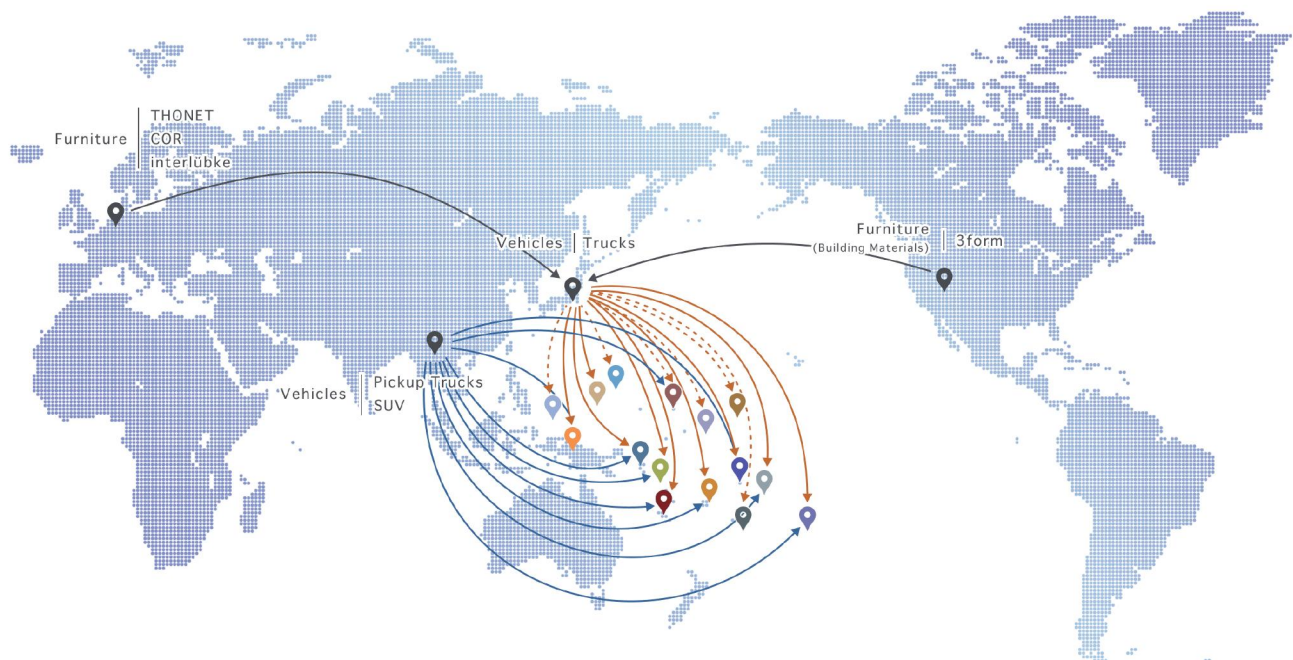 Furniture
THONET
COR
interlübke
Vehicles
Trucks
Furniture
(Building Materials)
3form
Vehicles
Pickup Trucks
SUV